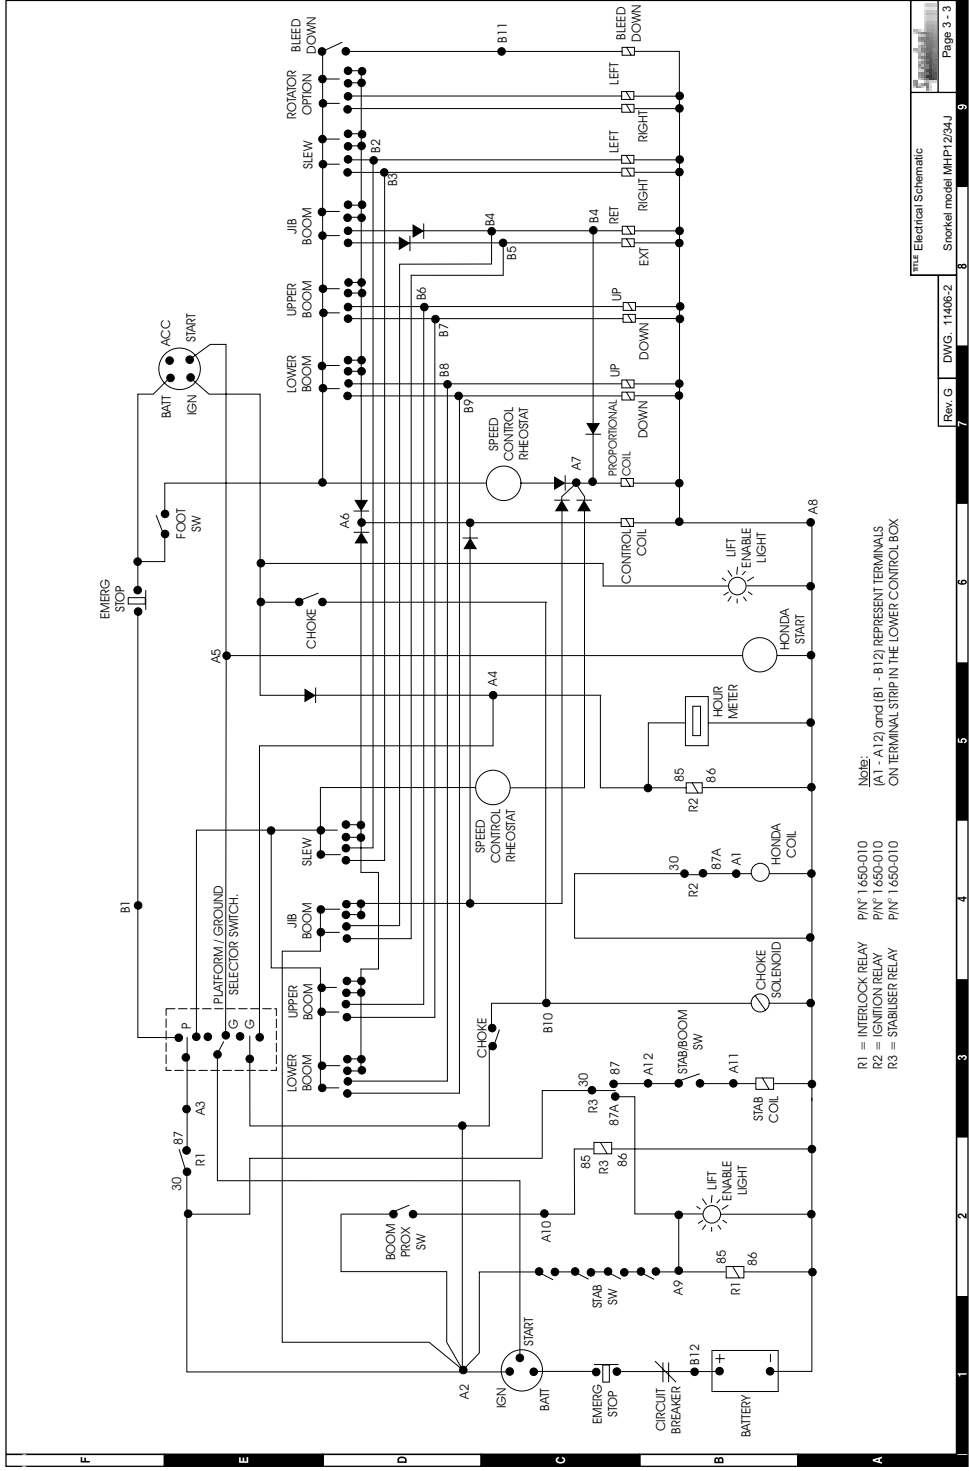 BLEED
DOWN
B11
BLEED
DOWN
ROTATOR
OPTION
LEFT
RIGHT
SLEW
B2
B3
LEFT
RIGHT
JIB
BOOM
B4
B5
B4
RET
EXT
UPPER
BOOM
B6
B7
UP
DOWN
LOWER
BOOM
B8
B9
UP
DOWN
ACC
START
BATT
IGN
FOOT
SW
SPEED
CONTROL
RHEOSTAT
A7
PROPORTIONAL
COIL
A6
CONTROL
COIL
A8
EMERG
STOP
CHOKE
LIFT
ENABLE
LIGHT
A5
HONDA
START
A4
HOUR
METER
85
R2
86
B1
SLEW
SPEED
CONTROL
RHEOSTAT
30
R2
87A
A1
HONDA
COIL
PLATFORM / GROUND
SELECTOR SWITCH.
P
G
G
JIB
BOOM
UPPER
BOOM
LOWER
BOOM
CHOKE
B10
CHOKE
SOLENOID
A3
87
R1
30
30
R3
87A
87
A12
STAB/BOOM
SW
A11
STAB
COIL
85
R3
86
BOOM
PROX
SW
A10
LIFT
ENABLE
LIGHT
STAB
SW
A9
85
R1
86
A2
IGN
START
BATT
EMERG
STOP
CIRCUIT
BREAKER
B12
+
-
BATTERY
Note:
(A1 - A12) and (B1 - B12) REPRESENT TERMINALS
ON TERMINAL STRIP IN THE LOWER CONTROL BOX
R1 = INTERLOCK RELAY P/Nº 1650-010
R2 = IGNITION RELAY P/Nº 1650-010
R3 = STABILISER RELAY P/Nº 1650-010
Rev. G
DWG. 11406-2
TITLE Electrical Schematic
Snorkel model MHP12/34J
Page 3 - 3
F
E
D
C
B
A
1
2
3
4
5
6
7
8
9